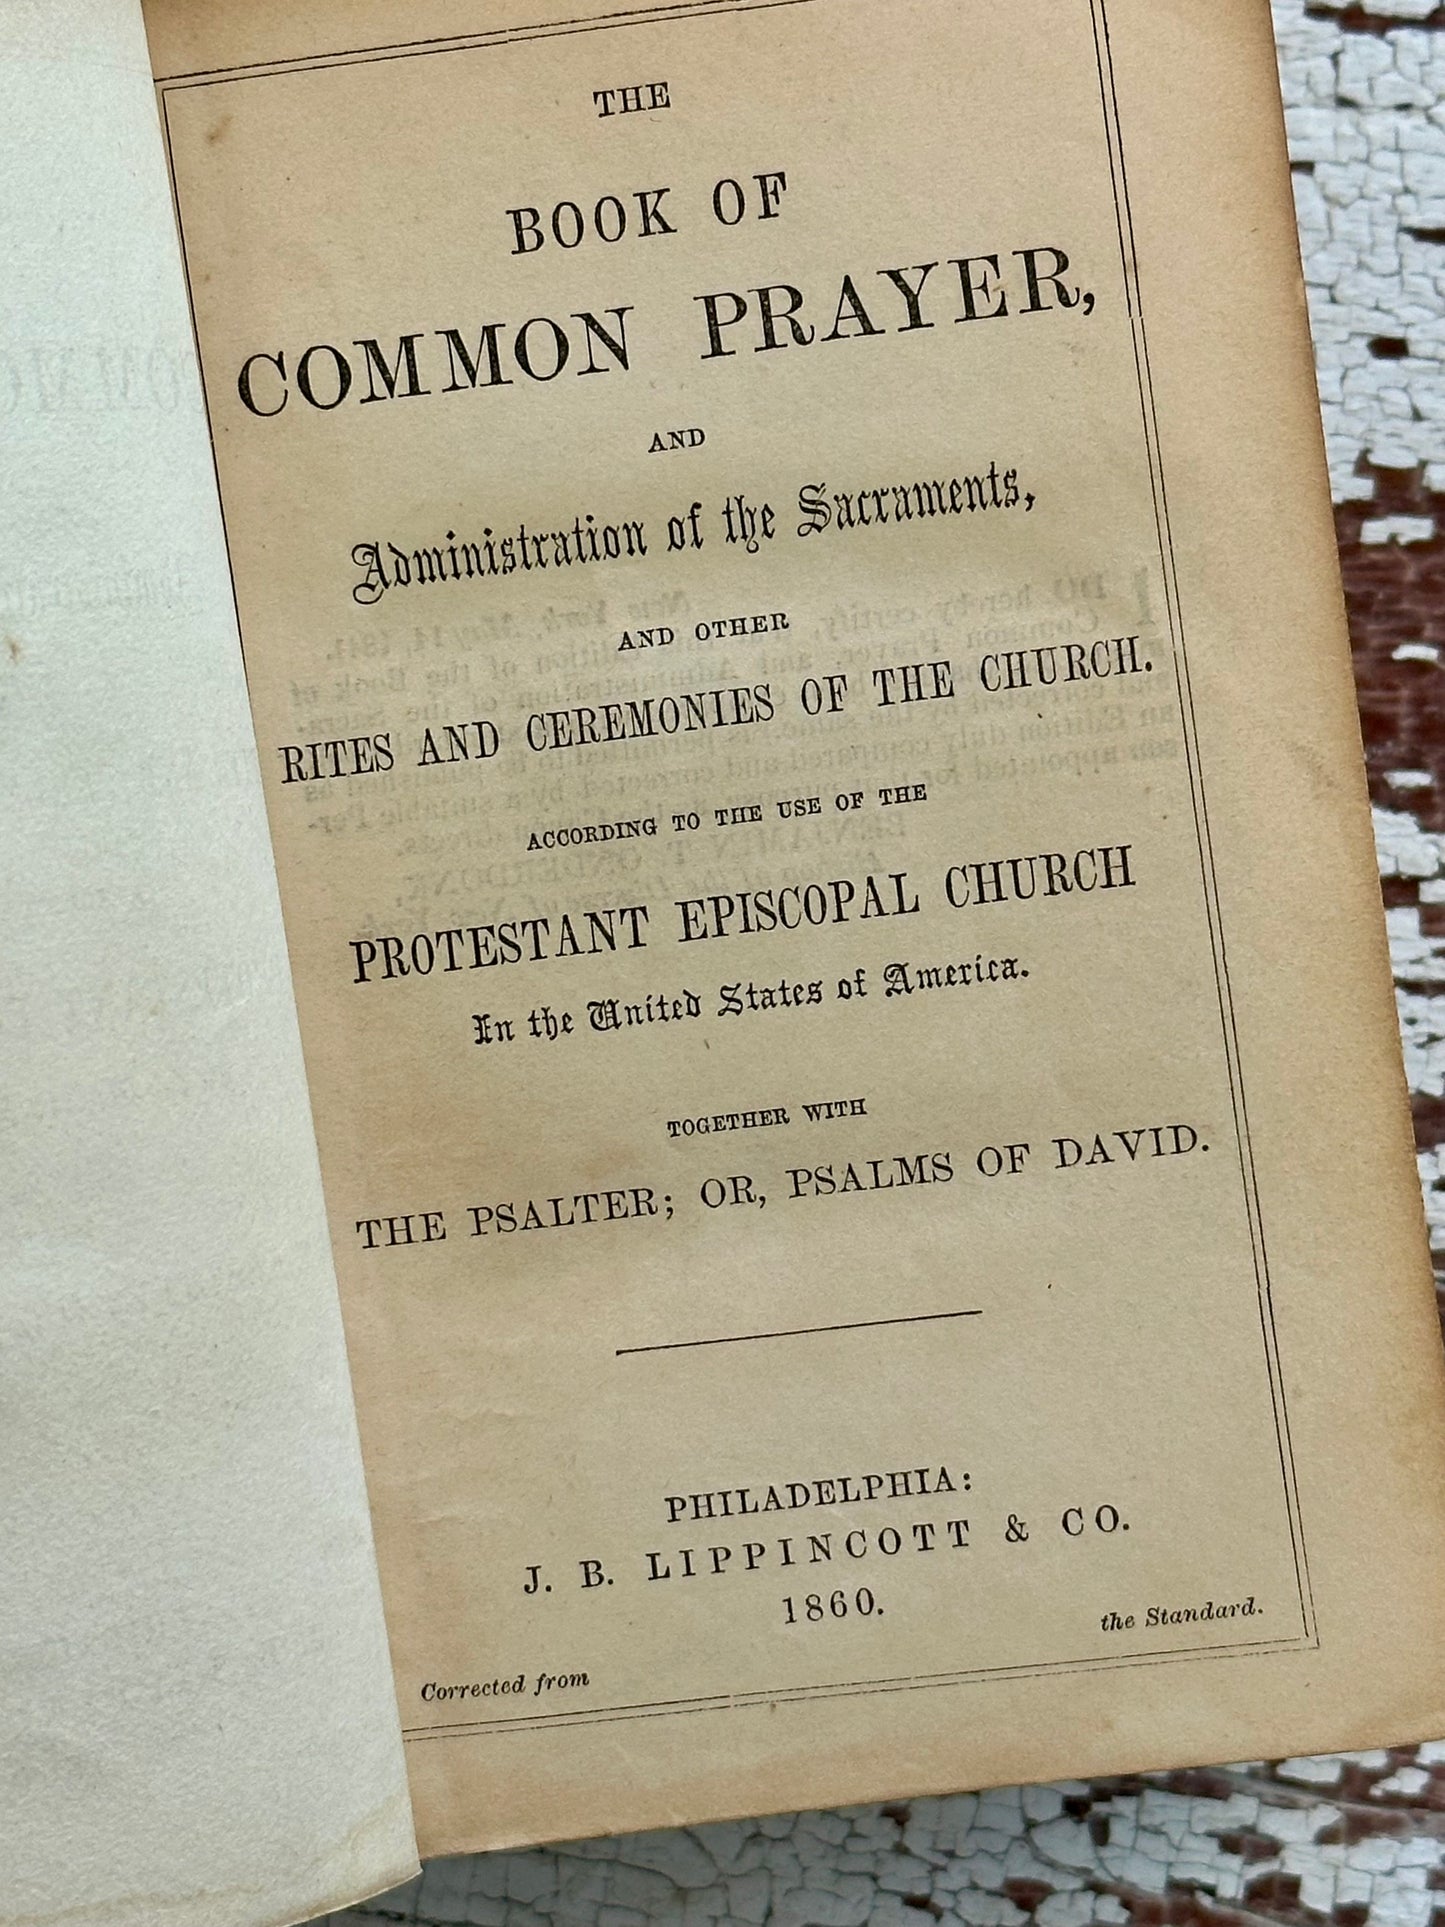 THE
BOOK OF
COMMON PRAYER,
AND
Administration of the Sacraments,
AND OTHER
RITES AND CEREMONIES OF THE CHURCH.
ACCORDING TO THE USE OF THE
PROTESTANT EPISCOPAL CHURCH
In the United States of America.
TOGETHER WITH
THE PSALTER; OR, PSALMS OF DAVID.
PHILADELPHIA:
J. B. LIPPINCOTT & CO.
1860.
Corrected from the Standard.